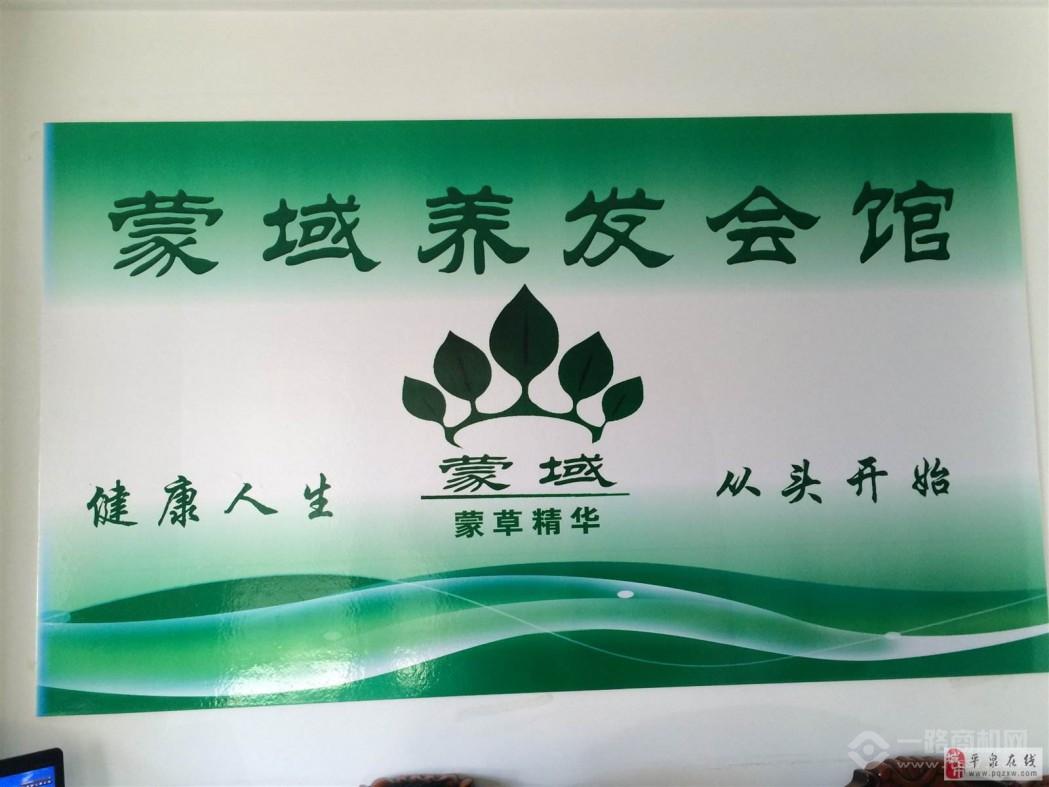 蒙域养发会馆
健康人生
蒙域
蒙草精华
从头开始
一路商机网
平泉在线
www.pqzxw.com